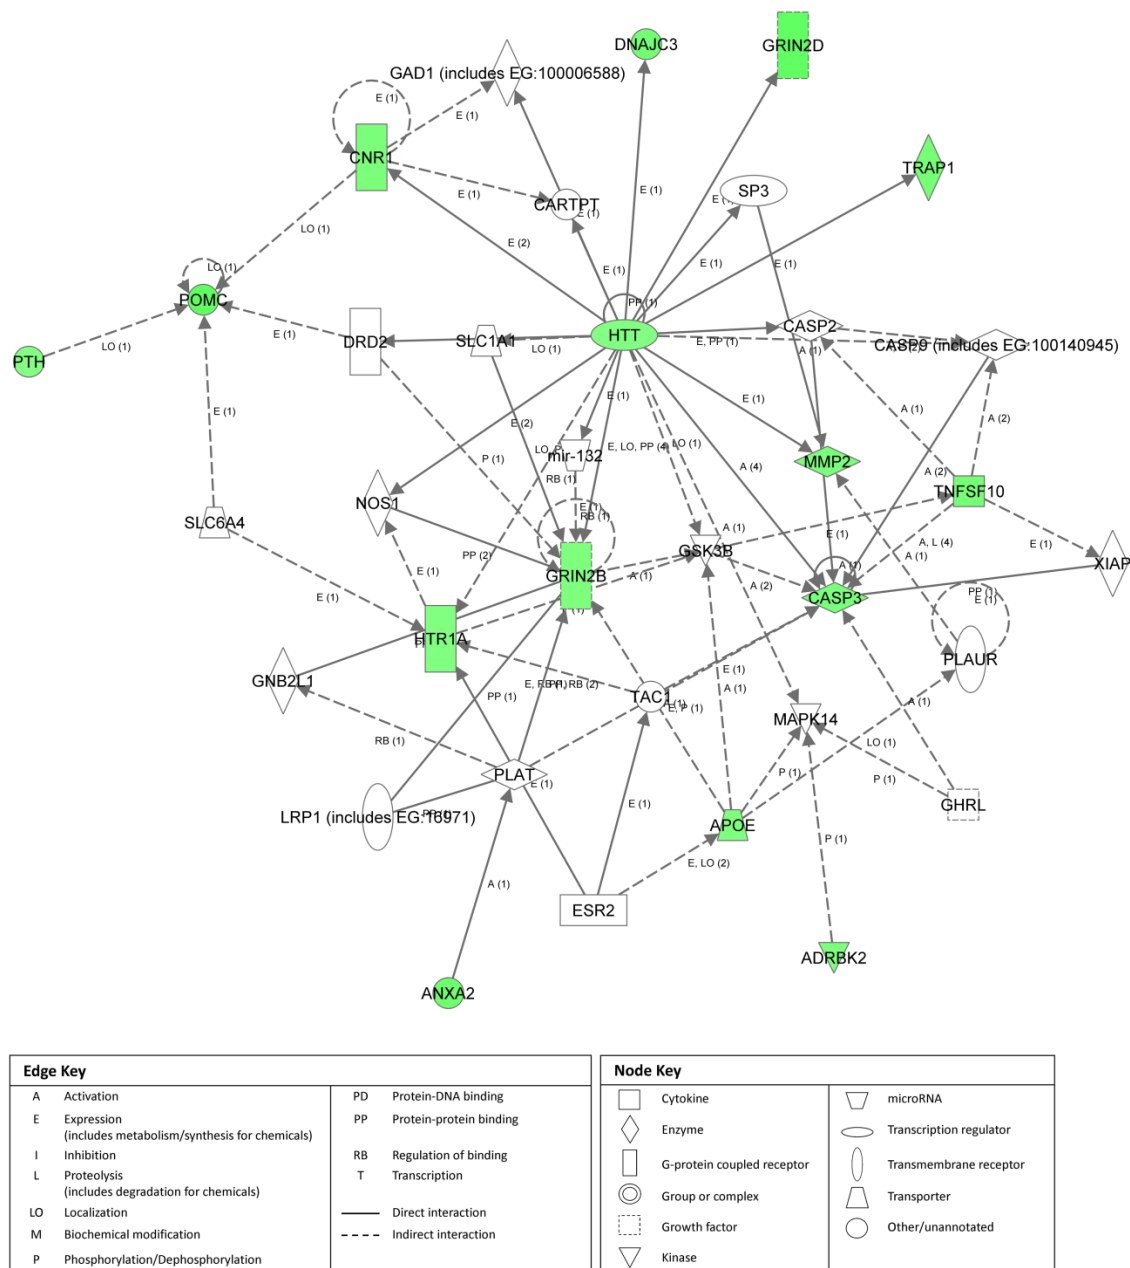 DNAJC3
GRIN2D
GAD1 (includes EG:100006588)
E (1)
E (1)
CNR1
TRAP1
E (1)
E (1)
SP3
CARTPT
E (1)
LO (1)
E (2)
E (1)
E (1)
E (1)
LO (1)
POMC
PP (1)
HTT
CASP2
E (1)
DRD2
SLC1A1
LO (1)
E, PP (1)
A (1)
CASP9 (includes EG:100140945)
PTH
LO (1)
E (1)
E (1)
E (1)
A (1)
A (2)
E (1)
E (2)
P (1)
mir-132
RB (1)
E, LO, PP (4)
LO (1)
A (4)
MMP2
A (2)
TNFSF10
NOS1
SLC6A4
E (1)
RB (1)
A (1)
E (1)
A, L (4)
E (1)
GSK3B
PP (2)
A (1)
XIAP
GRIN2B
A (1)
A (2)
A (1)
E (1)
CASP3
PP (1)
E (1)
E (1)
HTR1A
PLAUR
GNB2L1
PP (1)
E (1)
TAC1
A (1)
E, P (1)
A (1)
MAPK14
RB (1)
LO (1)
PLAT
E (1)
P (1)
P (1)
LRP1 (includes EG:16971)
E (1)
APOE
GHRL
P (1)
E, LO (2)
A (1)
ESR2
ADRBK2
ANXA2
Edge Key
A Activation
E Expression
(includes metabolism/synthesis for chemicals)
I Inhibition
L Proteolysis
(includes degradation for chemicals)
LO Localization
M Biochemical modification
P Phosphorylation/Dephosphorylation
PD Protein-DNA binding
PP Protein-protein binding
RB Regulation of binding
T Transcription
Direct interaction
Indirect interaction
Node Key
Cytokine
Enzyme
G-protein coupled receptor
Group or complex
Growth factor
Kinase
microRNA
Transcription regulator
Transmembrane receptor
Transporter
Other/unannotated